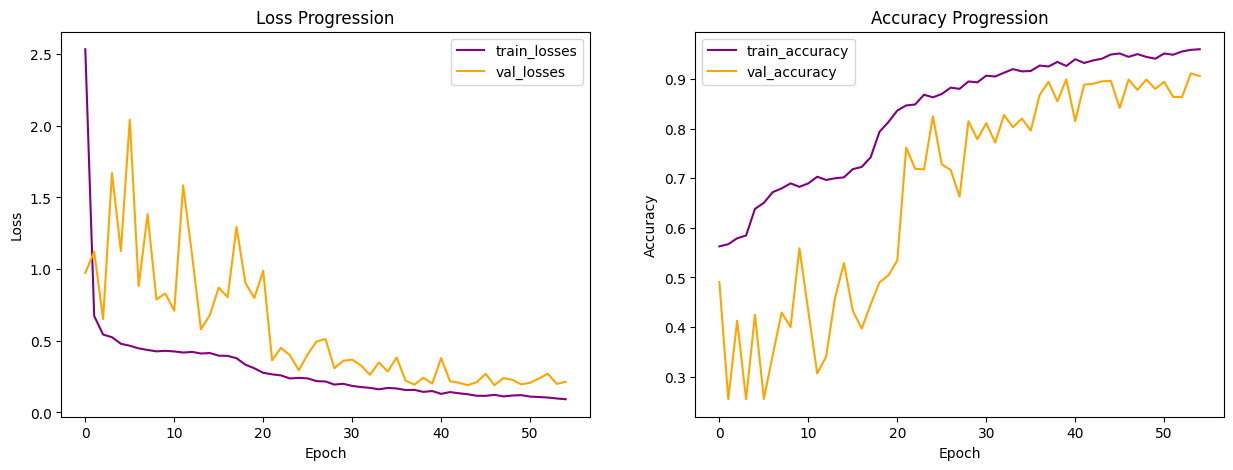 Loss Progression
2.5
2.0
1.5
1.0
0.5
0.0
Loss
0
10
20
30
40
50
Epoch
train_losses
val_losses
Accuracy Progression
0.9
0.8
0.7
0.6
0.5
0.4
0.3
Accuracy
0
10
20
30
40
50
Epoch
train_accuracy
val_accuracy